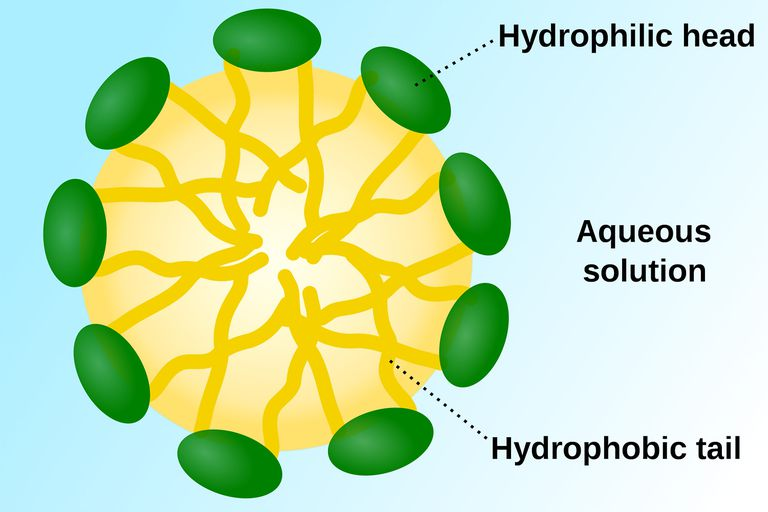 Hydrophilic head
Aqueous
solution
Hydrophobic tail